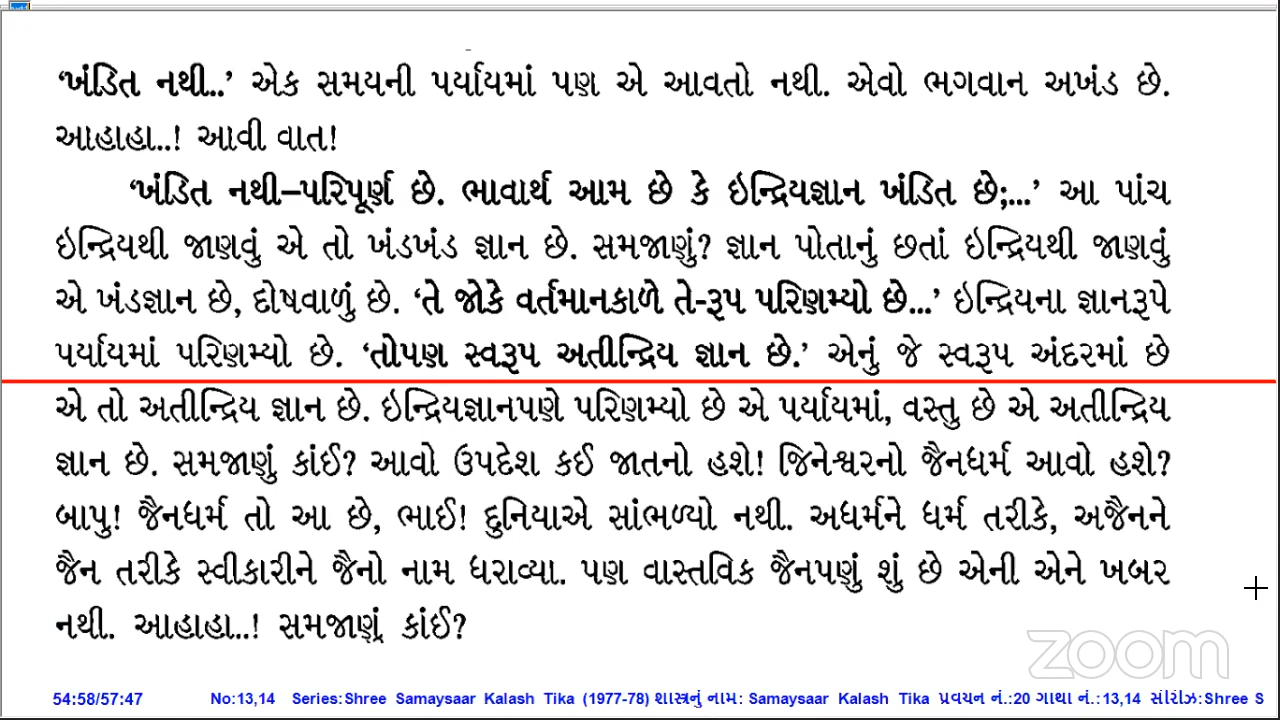 ‘ખંડિત નથી..’ એક સમયની પર્યાયમાં પણ એ આવતો નથી. એવો ભગવાન અખંડ છે.
આહાહા..! આવી વાત!
‘ખંડિત નથી–પરિપૂર્ણ છે. ભાવાર્થ આમ છે કે ઇન્દ્રિયજ્ઞાન ખંડિત છે;...’ આ પાંચ
ઇન્દ્રિયથી જાણવું એ તો ખંડખંડ જ્ઞાન છે. સમજાણું? જ્ઞાન પોતાનું છતાં ઇન્દ્રિયથી જાણવું
એ ખંડજ્ઞાન છે, દોષવાળું છે. ‘તે જોકે વર્તમાનકાળે તે-રૂપ પરિણમ્યો છે...’ ઇન્દ્રિયના જ્ઞાનરૂપે
પર્યાયમાં પરિણમ્યો છે. ‘તોપણ સ્વરૂપ અતીન્દ્રિય જ્ઞાન છે.’ એનું જે સ્વરૂપ અંદરમાં છે
એ તો અતીન્દ્રિય જ્ઞાન છે. ઇન્દ્રિયજ્ઞાનપણે પરિણમ્યો છે એ પર્યાયમાં, વસ્તુ છે એ અતીન્દ્રિય
જ્ઞાન છે. સમજાણું કાંઈ? આવો ઉપદેશ કઈ જાતનો હશે! જિનેશ્વરનો જૈનધર્મ આવો હશે?
બાપુ! જૈનધર્મ તો આ છે, ભાઈ! દુનિયાએ સાંભળ્યો નથી. અધર્મને ધર્મ તરીકે, અજૈનને
જૈન તરીકે સ્વીકારીને જૈનો નામ ધરાવ્યા. પણ વાસ્તવિક જૈનપણું શું છે એની એને ખબર
નથી. આહાહા..! સમજાણું કાંઈ?
zoom
54:58/57:47 No:13,14 Series:Shree Samaysaar Kalash Tika (1977-78) શાસ્ત્રનું નામ: Samaysaar Kalash Tika પ્રવચન નં.:20 ગાથા નં.:13,14 સીરીઝ:Shree S